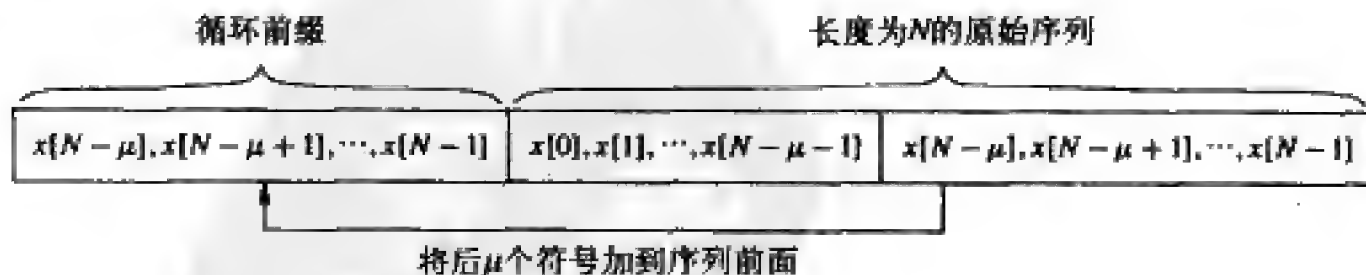 循环前缀
长度为N的原始序列
x[N-μ],x[N-μ+1],…,x[N-1]
x[0],x[1],…,x[N-μ-1]
x[N-μ],x[N-μ+1],…,x[N-1]
将后μ个符号加到序列前面